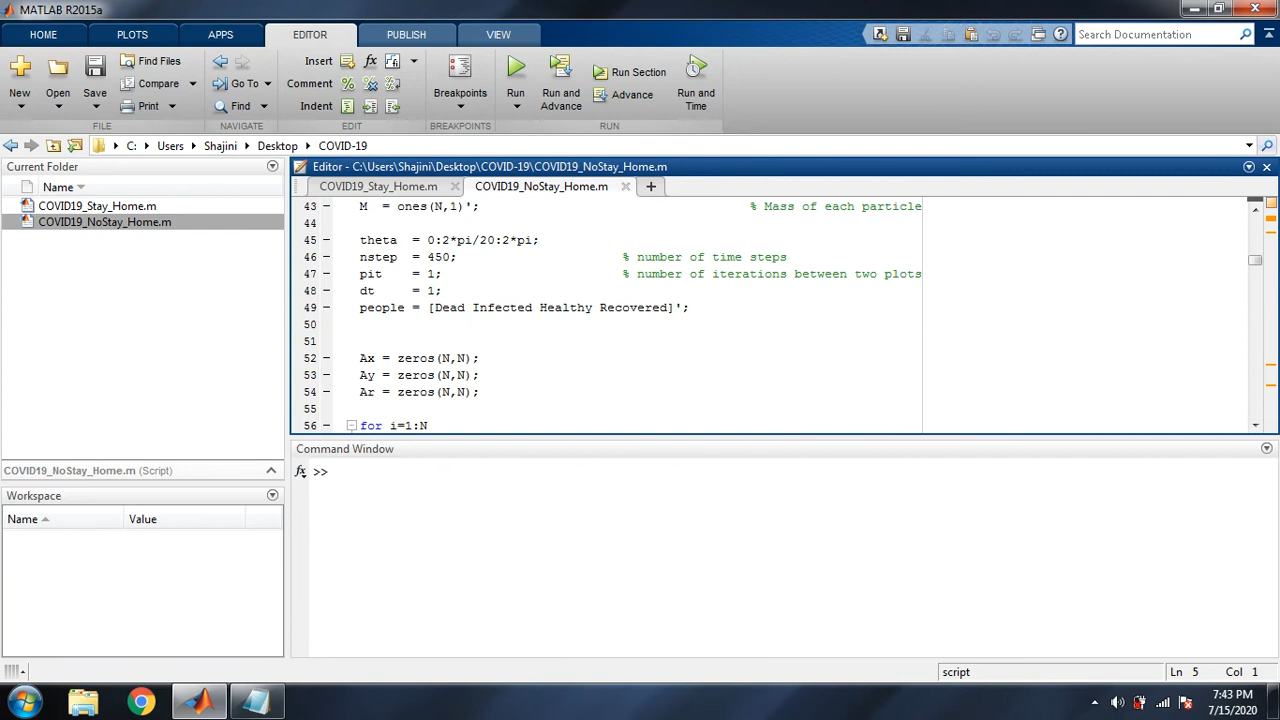 MATLAB R2015a
HOME PLOTS APPS EDITOR PUBLISH VIEW Search Documentation
New Open Save Find Files Compare Print
Go To Find
Insert Comment Indent
Breakpoints
Run Run and Advance Run Section Advance Run and Time
FILE NAVIGATE EDIT BREAKPOINTS RUN
C: Users Shajini Desktop COVID-19
Current Folder
Name
COVID19_Stay_Home.m
COVID19_NoStay_Home.m
COVID19_NoStay_Home.m (Script)
Workspace
Name Value
Editor - C:\Users\Shajini\Desktop\COVID-19\COVID19_NoStay_Home.m
COVID19_Stay_Home.m COVID19_NoStay_Home.m
43 M = ones(N,1)'; % Mass of each particle
44
45 theta = 0:2*pi/20:2*pi;
46 nstep = 450; % number of time steps
47 pit = 1; % number of iterations between two plots
48 dt = 1;
49 people = [Dead Infected Healthy Recovered]';
50
51
52 Ax = zeros(N,N);
53 Ay = zeros(N,N);
54 Ar = zeros(N,N);
55
56 for i=1:N
Command Window
fx >>
script Ln 5 Col 1
7:43 PM
7/15/2020